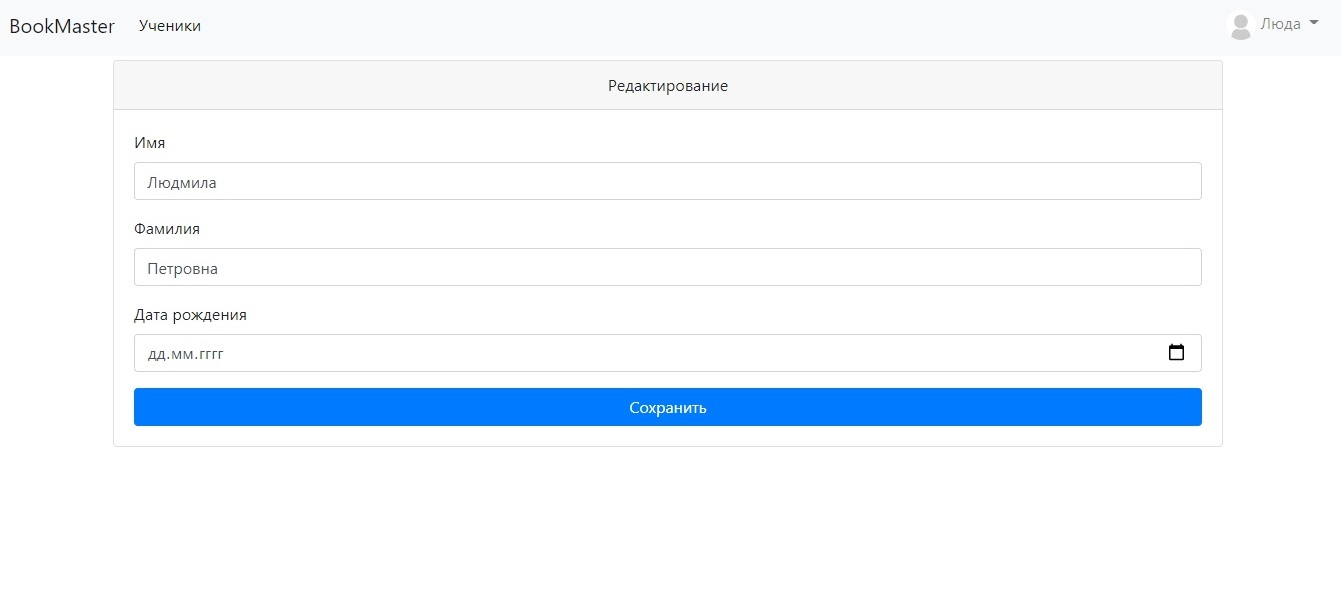 BookMaster Ученики Люда
Редактирование
Имя
Людмила
Фамилия
Петровна
Дата рождения
дд.мм.гггг
Сохранить